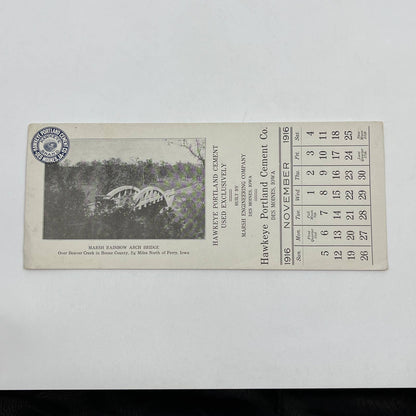 HAWKEYE PORTLAND CEMENT CO.
DES MOINES, IA.
MARSH RAINBOW ARCH BRIDGE
Over Beaver Creek in Boone County, Miles North of Perry, Iowa
HAWKEYE PORTLAND CEMENT
USED EXCLUSIVELY
BUILT BY
MARSH ENGINEERING COMPANY
DES MOINES, IOWA
Hawkeye Portland Cement Co.
DES MOINES, IOWA
1916 NOVEMBER 1916
Sun. Mon. Tue. Wed. Thu. Fri. Sat.
1 2 3 4
5 6 7 8 9 10 11
12 13 14 15 16 17 18
19 20 21 22 23 24 25
26 27 28 29 30